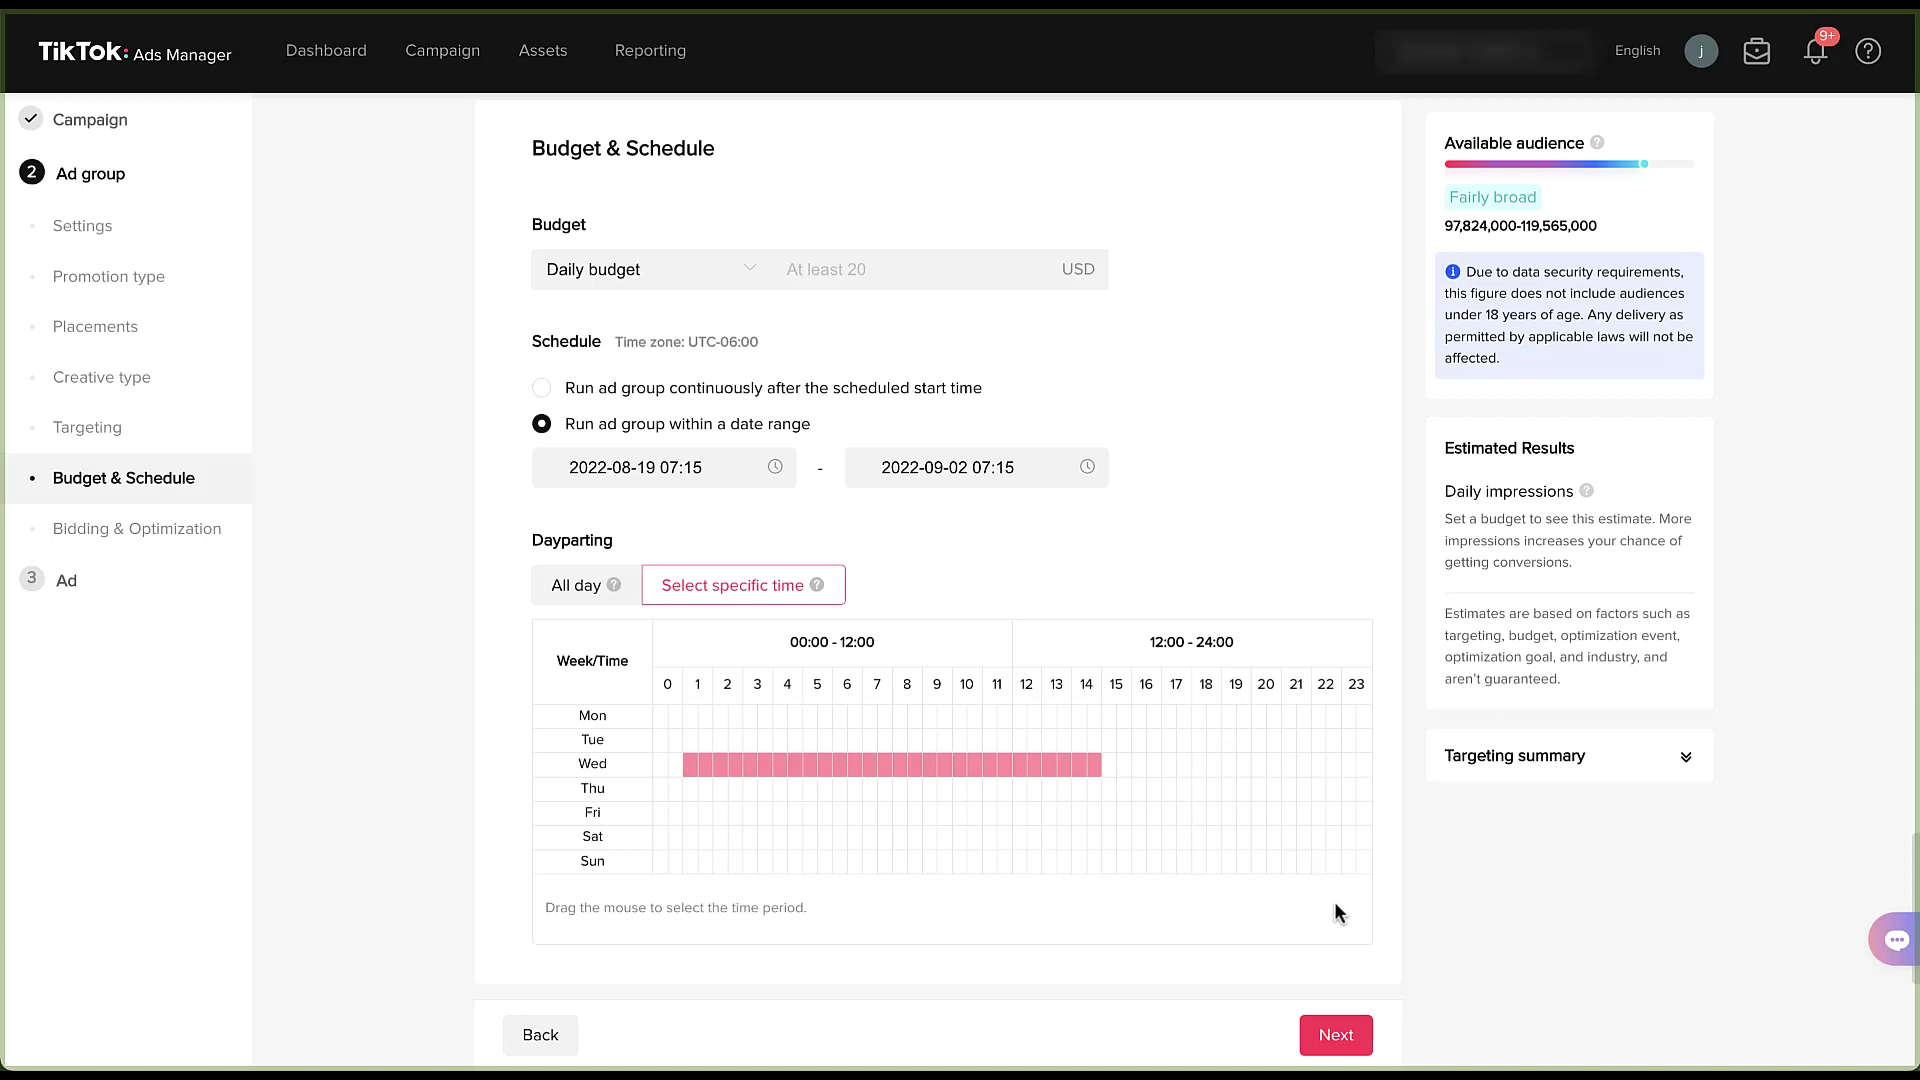 TikTok: Ads Manager
Dashboard
Campaign
Assets
Reporting
English
j
9+
?
Campaign
2 Ad group
Settings
Promotion type
Placements
Creative type
Targeting
Budget & Schedule
Bidding & Optimization
3 Ad
Budget & Schedule
Budget
Daily budget
At least 20
USD
Schedule
Time zone: UTC-06:00
Run ad group continuously after the scheduled start time
Run ad group within a date range
2022-08-19 07:15
-
2022-09-02 07:15
Dayparting
All day ?
Select specific time ?
Week/Time
00:00 - 12:00
12:00 - 24:00
0 1 2 3 4 5 6 7 8 9 10 11 12 13 14 15 16 17 18 19 20 21 22 23
Mon
Tue
Wed
Thu
Fri
Sat
Sun
Drag the mouse to select the time period.
Back
Next
Available audience ?
Fairly broad
97,824,000-119,565,000
i Due to data security requirements,
this figure does not include audiences
under 18 years of age. Any delivery as
permitted by applicable laws will not be
affected.
Estimated Results
Daily impressions ?
Set a budget to see this estimate. More
impressions increases your chance of
getting conversions.
Estimates are based on factors such as
targeting, budget, optimization event,
optimization goal, and industry, and
aren't guaranteed.
Targeting summary